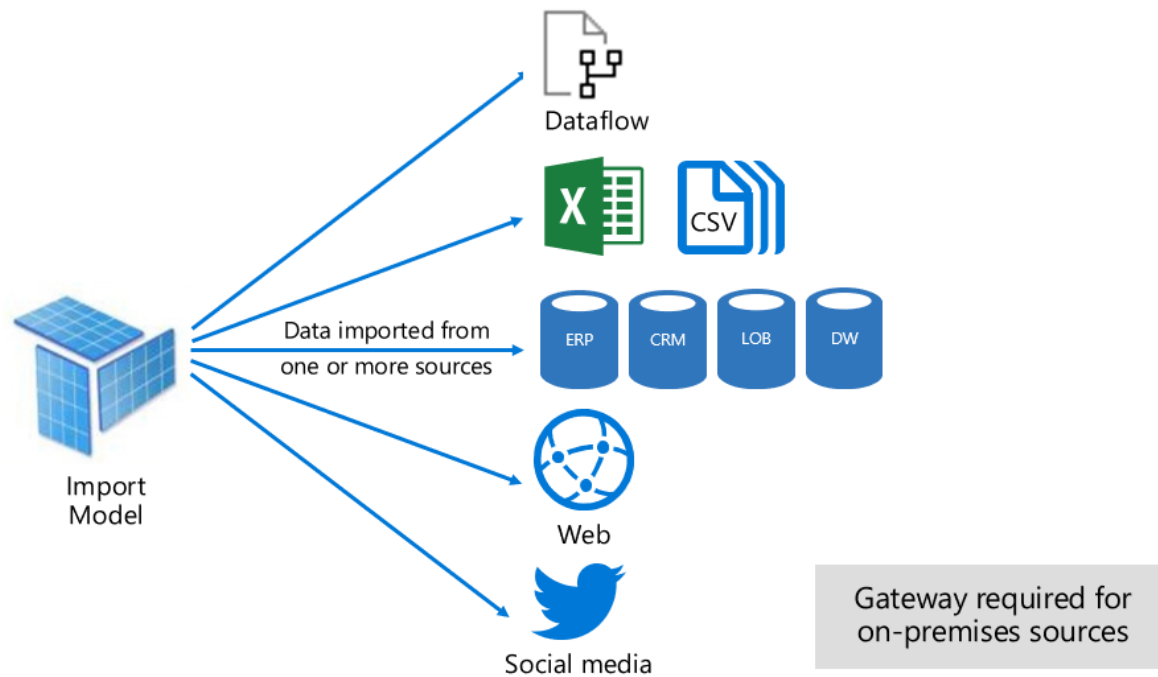 Dataflow
X
CSV
Data imported from
one or more sources
ERP
CRM
LOB
DW
Import
Model
Web
Social media
Gateway required for
on-premises sources